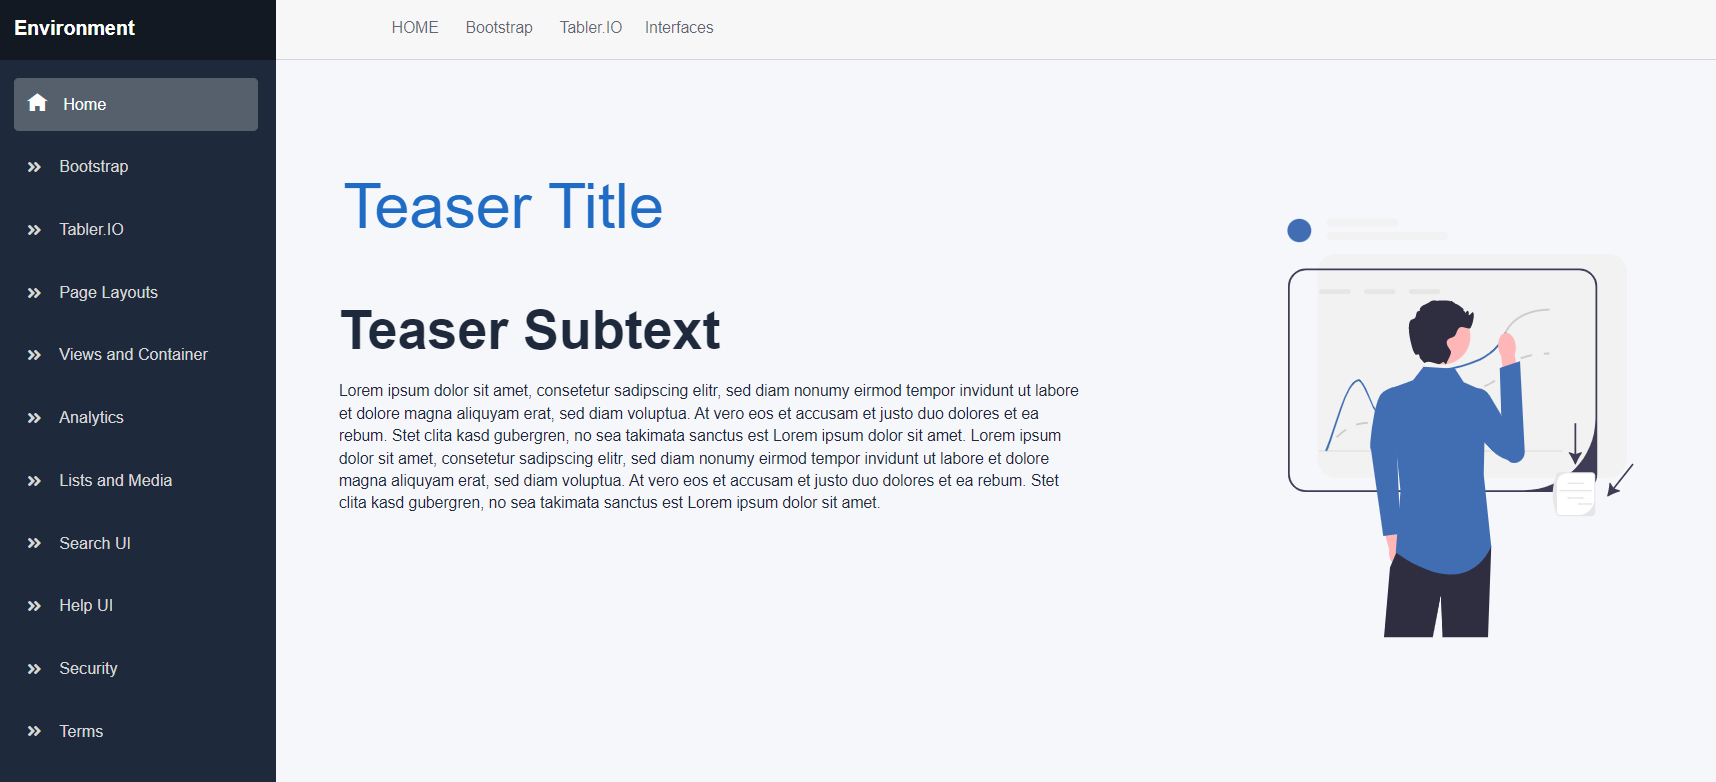 Environment
HOME Bootstrap Tabler.IO Interfaces
Home
Bootstrap
Tabler.IO
Page Layouts
Views and Container
Analytics
Lists and Media
Search UI
Help UI
Security
Terms
Teaser Title
Teaser Subtext
Lorem ipsum dolor sit amet, consetetur sadipscing elitr, sed diam nonumy eirmod tempor invidunt ut labore
et dolore magna aliquyam erat, sed diam voluptua. At vero eos et accusam et justo duo dolores et ea
rebum. Stet clita kasd gubergren, no sea takimata sanctus est Lorem ipsum dolor sit amet. Lorem ipsum
dolor sit amet, consetetur sadipscing elitr, sed diam nonumy eirmod tempor invidunt ut labore et dolore
magna aliquyam erat, sed diam voluptua. At vero eos et accusam et justo duo dolores et ea rebum. Stet
clita kasd gubergren, no sea takimata sanctus est Lorem ipsum dolor sit amet.